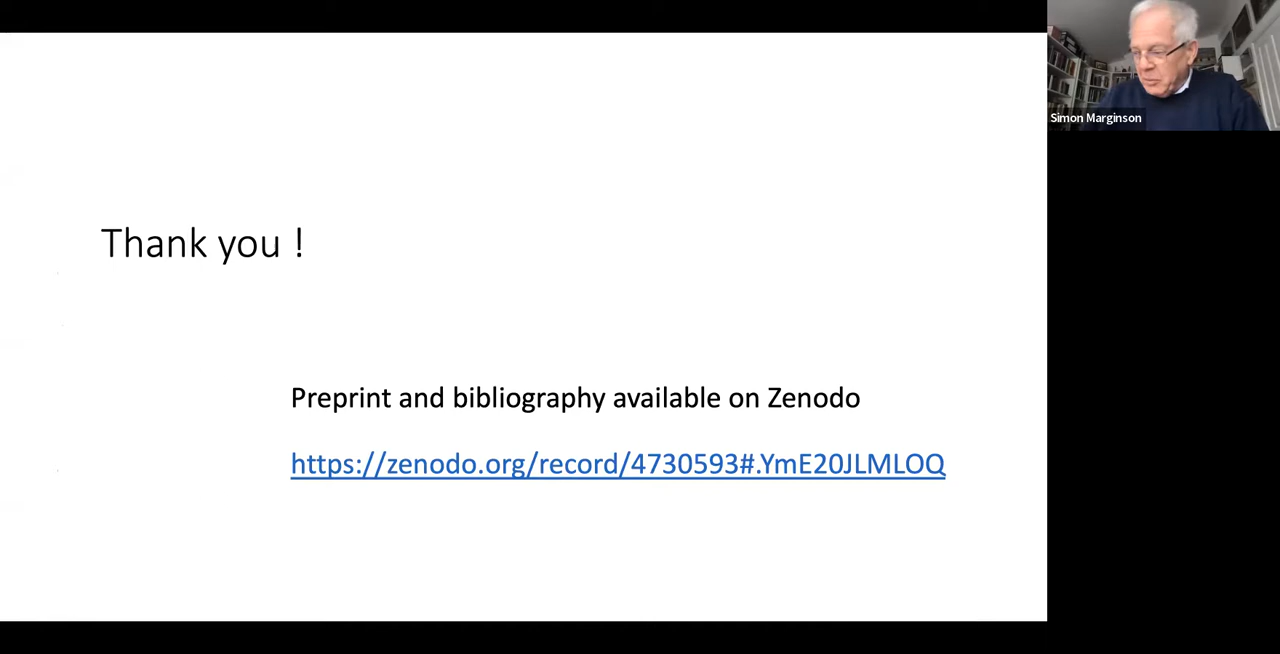 Simon Marginson
Thank you !
Preprint and bibliography available on Zenodo
https://zenodo.org/record/4730593#.YmE20JLMLOQ